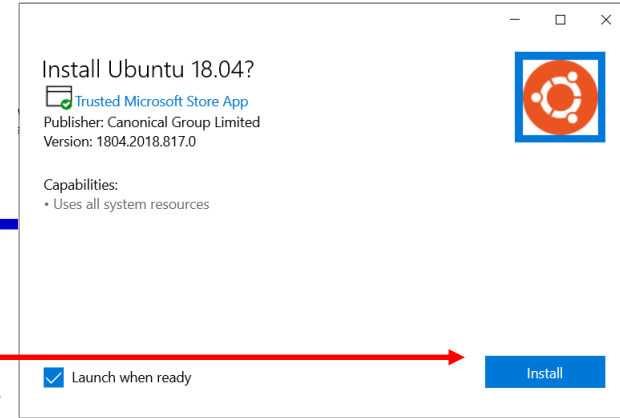 Install Ubuntu 18.04?
Trusted Microsoft Store App
Publisher: Canonical Group Limited
Version: 1804.2018.817.0
Capabilities:
• Uses all system resources
Launch when ready
Install